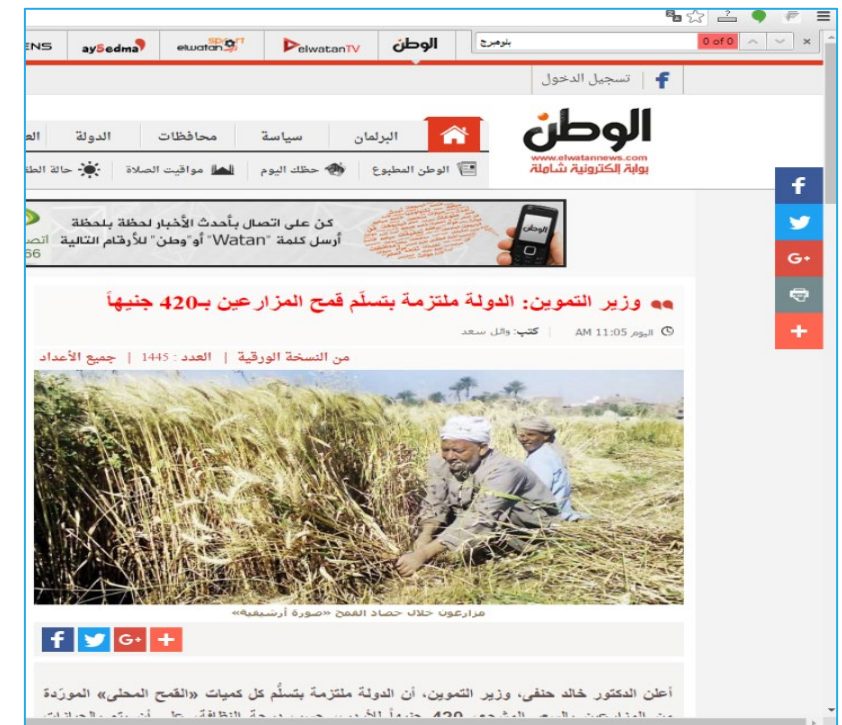 بلومبرج
0 of 0
ENS
ay5edma
elwatan sport
elwatanTV
الوطن
تسجيل الدخول
الوطن
www.elwatannews.com
بوابة إلكترونية شاملة
البرلمان
سياسة
محافظات
الدولة
الوطن المطبوع
حظك اليوم
مواقيت الصلاة
حالة
كن على اتصال بأحدث الأخبار لحظة بلحظة
أرسل كلمة "Watan" أو"وطن" للأرقام التالية
66
الوطن
وزير التموين: الدولة ملتزمة بتسلّم قمح المزارعين بـ420 جنيهاً
اليوم 11:05 AM | كتب: وائل سعد
من النسخة الورقية | العدد : 1445 | جميع الأعداد
مزارعون خلال حصاد القمح «صورة أرشيفية»
أعلن الدكتور خالد حنفى، وزير التموين، أن الدولة ملتزمة بتسلُّم كل كميات «القمح المحلى» المورّدة